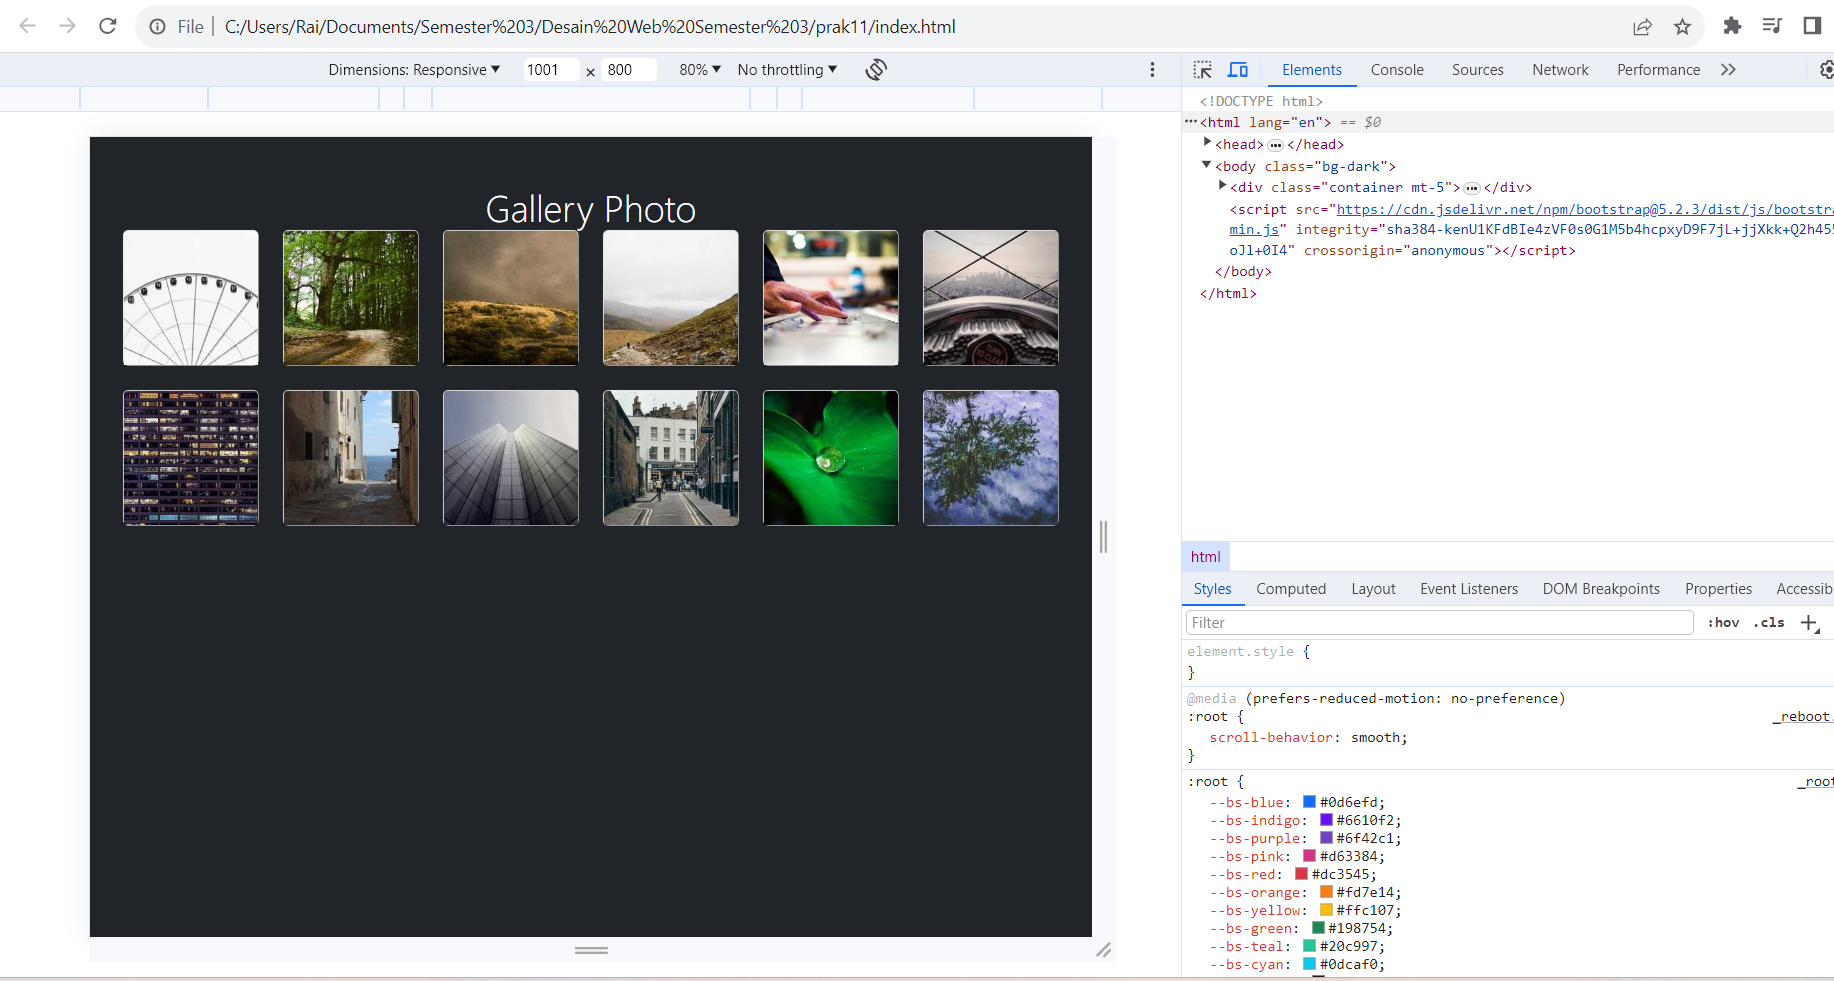 File C:/Users/Rai/Documents/Semester%203/Desain%20Web%20Semester%203/prak11/index.html
Dimensions: Responsive 1001 x 800 80% No throttling
Elements Console Sources Network Performance
<!DOCTYPE html>
<html lang="en"> == $0
<head> </head>
<body class="bg-dark">
<div class="container mt-5"> </div>
<script src="https://cdn.jsdelivr.net/npm/bootstrap@5.2.3/dist/js/bootstra
min.js" integrity="sha384-kenU1KFdBIe4zVF0s0G1M5b4hcpxyD9F7jL+jjXkk+Q2h455
oJl+0I4" crossorigin="anonymous"></script>
</body>
</html>
Gallery Photo
html
Styles Computed Layout Event Listeners DOM Breakpoints Properties Accessib
Filter :hov .cls
element.style {
}
@media (prefers-reduced-motion: no-preference)
:root { _reboot.
scroll-behavior: smooth;
}
:root { _root
--bs-blue: #0d6efd;
--bs-indigo: #6610f2;
--bs-purple: #6f42c1;
--bs-pink: #d63384;
--bs-red: #dc3545;
--bs-orange: #fd7e14;
--bs-yellow: #ffc107;
--bs-green: #198754;
--bs-teal: #20c997;
--bs-cyan: #0dcaf0;